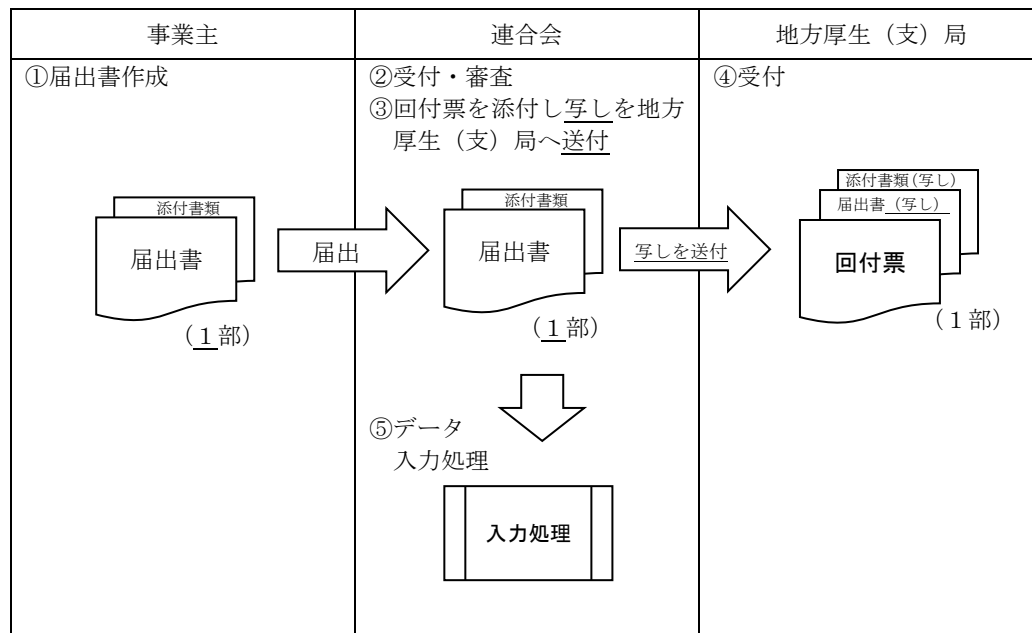 事業主
連合会
地方厚生（支）局
①届出書作成
②受付・審査
③回付票を添付し写しを地方
厚生（支）局へ送付
④受付
添付書類
届出書
（１部）
届出
添付書類
届出書
（１部）
写しを送付
添付書類（写し）
届出書（写し）
回付票
（１部）
⑤データ
入力処理
入力処理